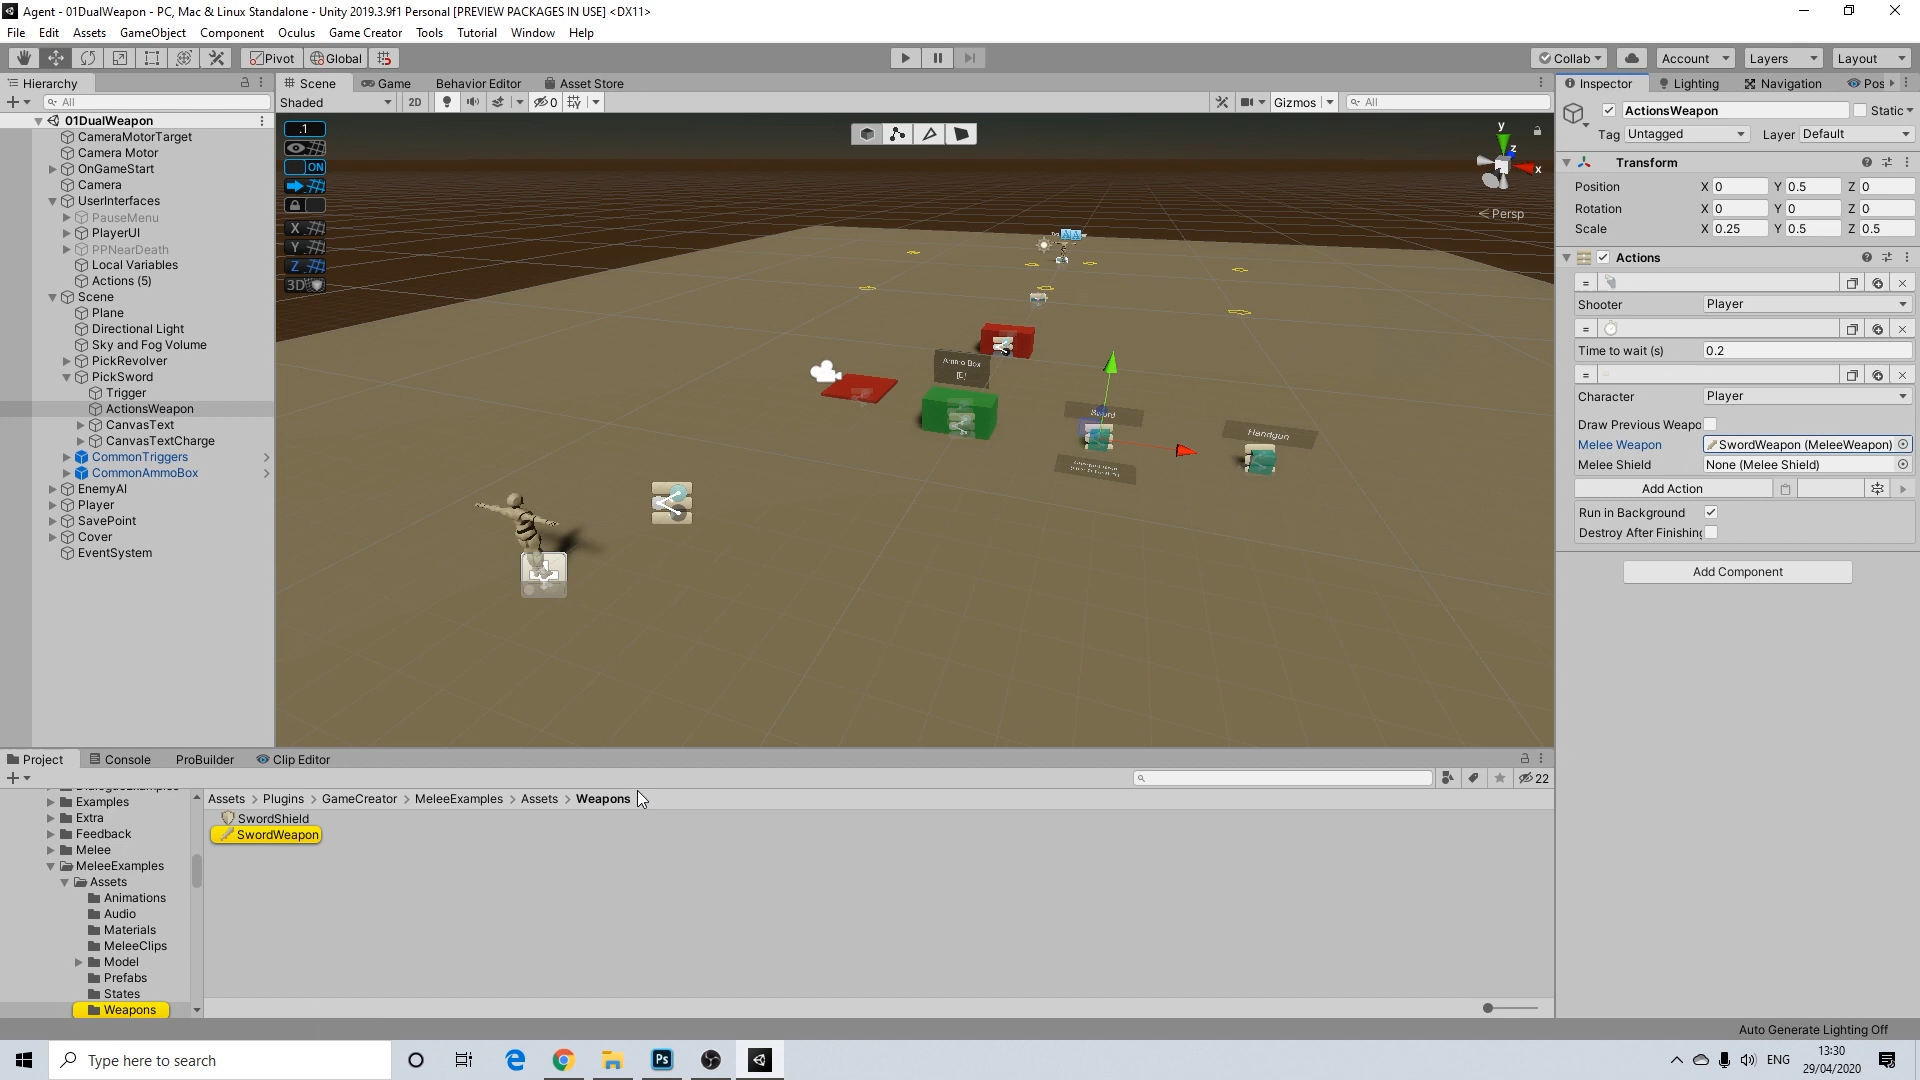 Agent - 01DualWeapon - PC, Mac & Linux Standalone - Unity 2019.3.9f1 Personal [PREVIEW PACKAGES IN USE] <DX11>
File Edit Assets GameObject Component Oculus Game Creator Tools Tutorial Window Help
Pivot Global Collab Account Layers Layout
Hierarchy Scene Game Behavior Editor Asset Store Inspector Lighting Navigation Pos
All Shaded 2D 0 Gizmos All
01DualWeapon
CameraMotorTarget
Camera Motor
OnGameStart
Camera
UserInterfaces
PauseMenu
PlayerUI
PPNearDeath
Local Variables
Actions (5)
Scene
Plane
Directional Light
Sky and Fog Volume
PickRevolver
PickSword
Trigger
ActionsWeapon
CanvasText
CanvasTextCharge
CommonTriggers
CommonAmmoBox
EnemyAI
Player
SavePoint
Cover
EventSystem
.1
ON
X
Y
Z
3D
y
z
x
Persp
Ammo Box
[E]
Sword
Handgun
ActionsWeapon Static
Tag Untagged Layer Default
Transform
Position X 0 Y 0.5 Z 0
Rotation X 0 Y 0 Z 0
Scale X 0.25 Y 0.5 Z 0.5
Actions
Shooter Player
Time to wait (s) 0.2
Character Player
Draw Previous Weapo
Melee Weapon SwordWeapon (MeleeWeapon)
Melee Shield None (Melee Shield)
Add Action
Run in Background
Destroy After Finishing
Add Component
Project Console ProBuilder Clip Editor
22
Examples
Extra
Feedback
Melee
MeleeExamples
Assets
Animations
Audio
Materials
MeleeClips
Model
Prefabs
States
Weapons
Assets > Plugins > GameCreator > MeleeExamples > Assets > Weapons
SwordShield
SwordWeapon
Auto Generate Lighting Off
Type here to search
Ps
ENG
13:30
29/04/2020